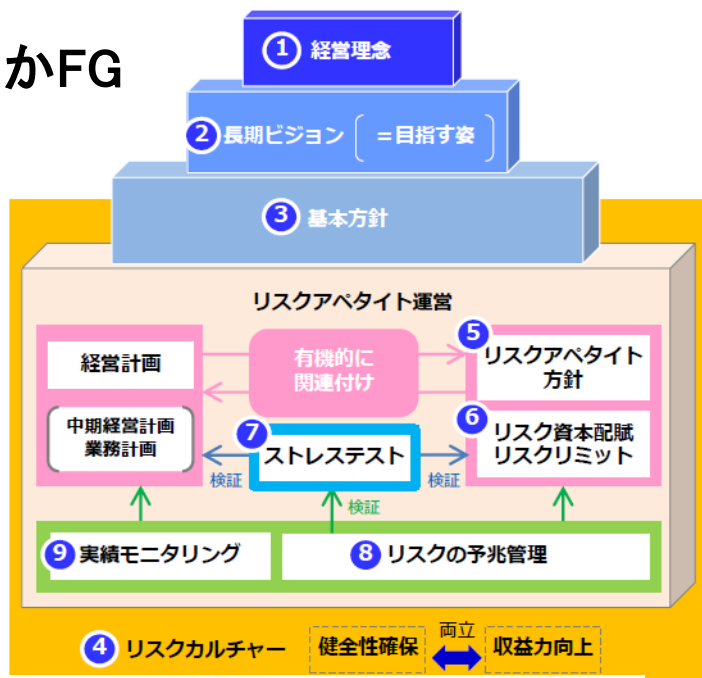 ① 経営理念
かFG
② 長期ビジョン (=目指す姿)
③ 基本方針
リスクアペタイト運営
経営計画
中期経営計画
業務計画
有機的に
関連付け
⑤ リスクアペタイト
方針
⑥ リスク資本配賦
リスクリミット
⑦ ストレステスト
検証
検証
検証
⑨ 実績モニタリング
⑧ リスクの予兆管理
④ リスクカルチャー
健全性確保
両立
収益力向上